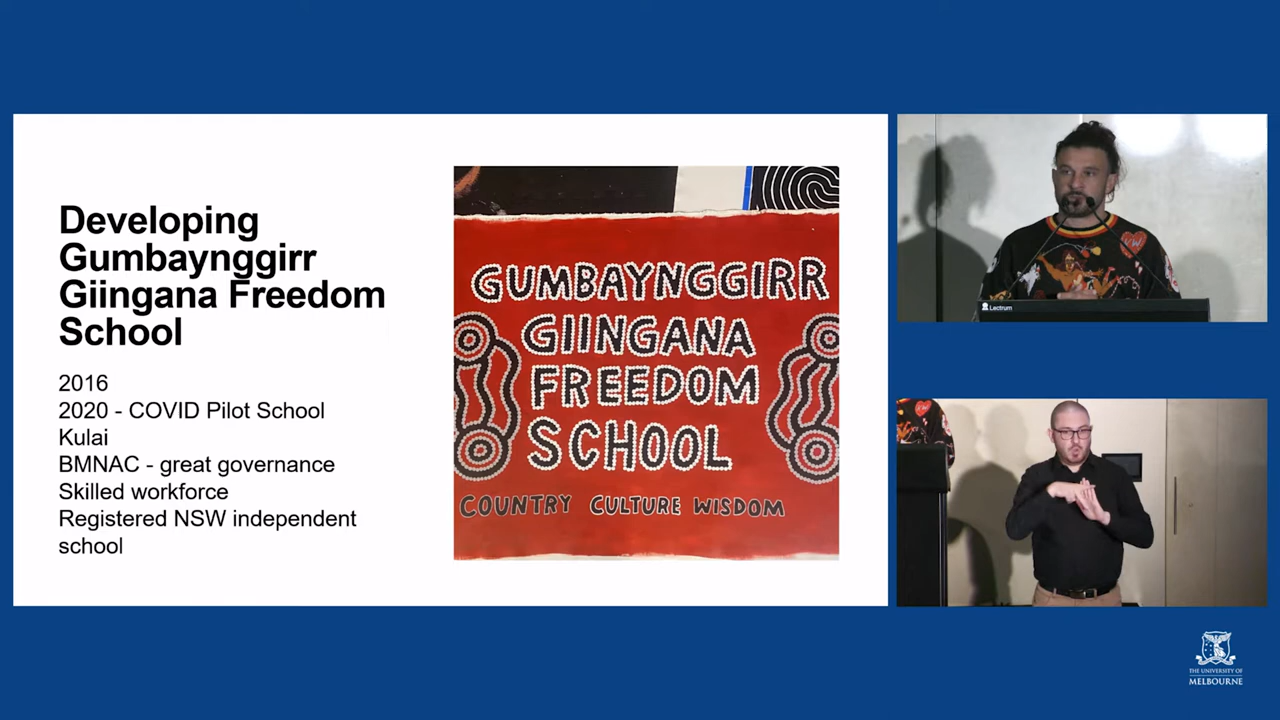 Developing
Gumbaynggirr
Giingana Freedom
School
2016
2020 - COVID Pilot School
Kulai
BMNAC - great governance
Skilled workforce
Registered NSW independent
school
GUMBAYNGGIRR
GIINGANA
FREEDOM
SCHOOL
COUNTRY CULTURE WISDOM
Lectrum
THE UNIVERSITY OF
MELBOURNE